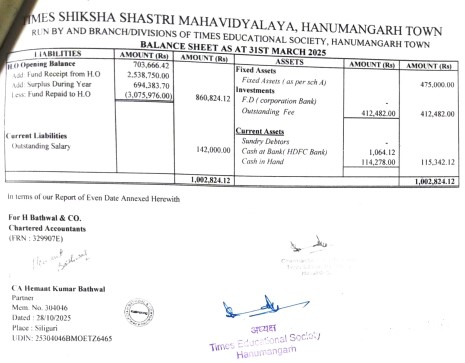 TIMES SHIKSHA SHASTRI MAHAVIDYALAYA, HANUMANGARH TOWN
RUN BY AND BRANCH/DIVISIONS OF TIMES EDUCATIONAL SOCIETY, HANUMANGARH TOWN
BALANCE SHEET AS AT 31ST MARCH 2025
LIABILITIES AMOUNT (Rs) AMOUNT (Rs) ASSETS AMOUNT (Rs) AMOUNT (Rs)
H.O Opening Balance 703,666.42 Fixed Assets
Add: Fund Receipt from H.O 2,538,750.00 Fixed Assets ( as per sch A) 475,000.00
Add: Surplus During Year 694,383.70 Investments
Less: Fund Repaid to H.O (3,075,976.00) 860,824.12 F.D ( corporation Bank) -
Outstanding Fee 412,482.00 412,482.00
Current Liabilities Current Assets
Outstanding Salary 142,000.00 Sundry Debtors -
Cash at Bank( HDFC Bank) 1,064.12
Cash in Hand 114,278.00 115,342.12
1,002,824.12 1,002,824.12
In terms of our Report of Even Date Annexed Herewith
For H Bathwal & CO.
Chartered Accountants
(FRN : 329907E)
Hemant
Bathwal
CA Hemant Kumar Bathwal
Partner
Mem. No. 304046
Dated : 28/10/2025
Place : Siliguri
UDIN: 25304046BMOETZ6465
अध्यक्ष
Times Educational Society
Hanumangarh